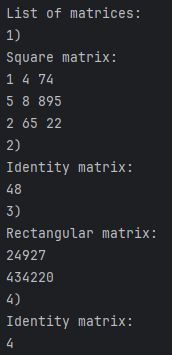 List of matrices:
1)
Square matrix:
1 4 74
5 8 895
2 65 22
2)
Identity matrix:
48
3)
Rectangular matrix:
24927
434220
4)
Identity matrix:
4